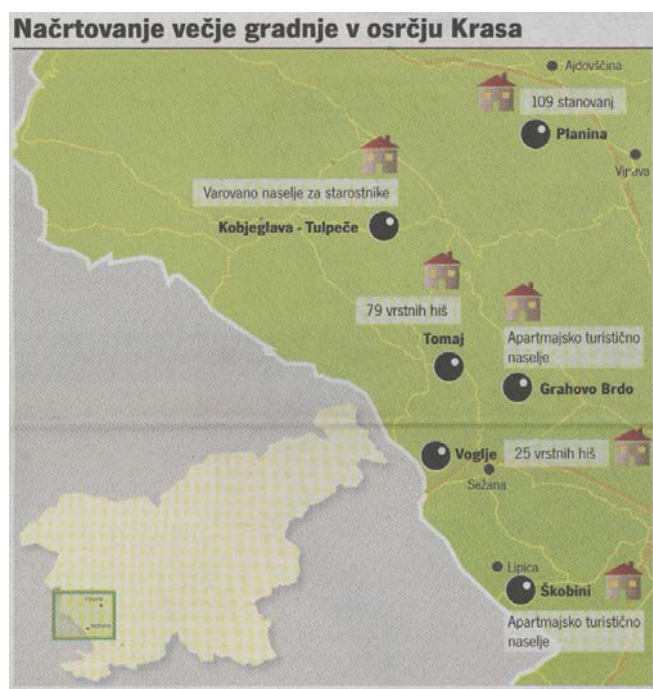 Načrtovanje večje gradnje v osrčju Krasa
Ajdovščina
109 stanovanj
Planina
Vipava
Varovano naselje za starostnike
Kobjeglava - Tulpeče
79 vrstnih hiš
Tomaj
Apartmajsko turistično
naselje
Grahovo Brdo
Voglje
25 vrstnih hiš
Sežana
Lipica
Škobini
Apartmajsko turistično
naselje